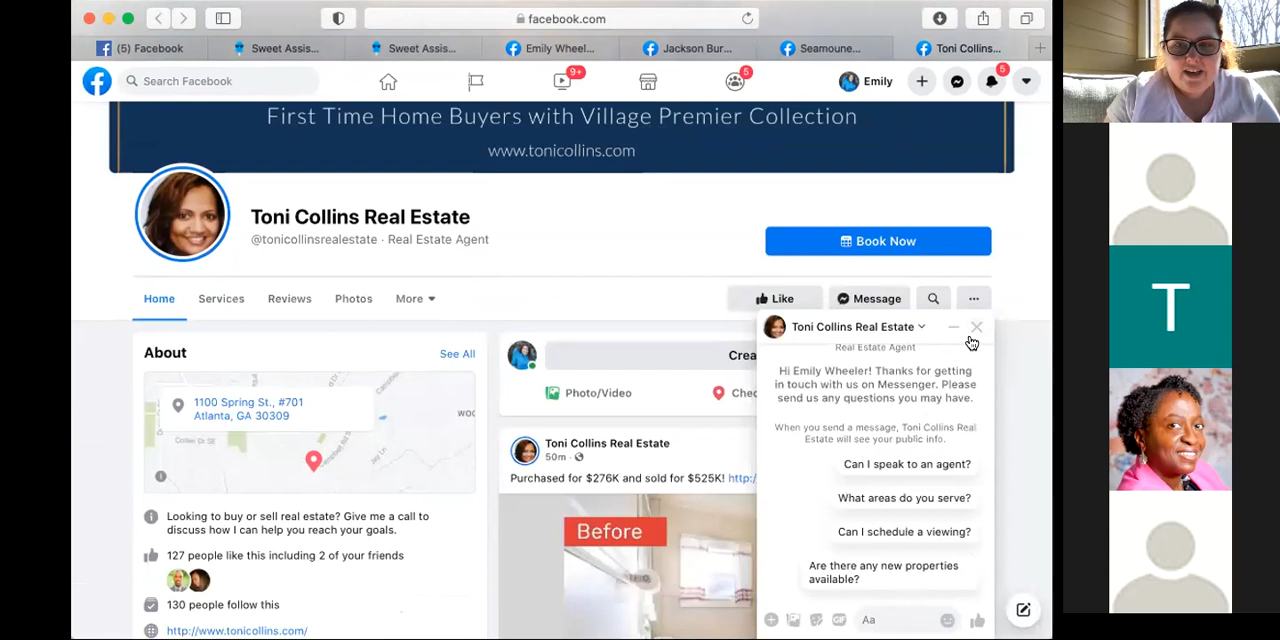 facebook.com
(5) Facebook
Sweet Assis...
Sweet Assis...
Emily Wheel...
Jackson Bur...
Seamoune...
Toni Collins...
Search Facebook
9+
5
Emily
5
First Time Home Buyers with Village Premier Collection
www.tonicollins.com
Toni Collins Real Estate
@tonicollinsrealestate · Real Estate Agent
Book Now
Home
Services
Reviews
Photos
More
Like
Message
...
About
See All
1100 Spring St., #701
Atlanta, GA 30309
Looking to buy or sell real estate? Give me a call to
discuss how I can help you reach your goals.
127 people like this including 2 of your friends
130 people follow this
http://www.tonicollins.com/
Crea
Photo/Video
Chec
Toni Collins Real Estate
50m ·
Purchased for $276K and sold for $525K! http:/
Before
Toni Collins Real Estate
Real Estate Agent
Hi Emily Wheeler! Thanks for getting
in touch with us on Messenger. Please
send us any questions you may have.
When you send a message, Toni Collins Real
Estate will see your public info.
Can I speak to an agent?
What areas do you serve?
Can I schedule a viewing?
Are there any new properties
available?
GIF
Aa
T